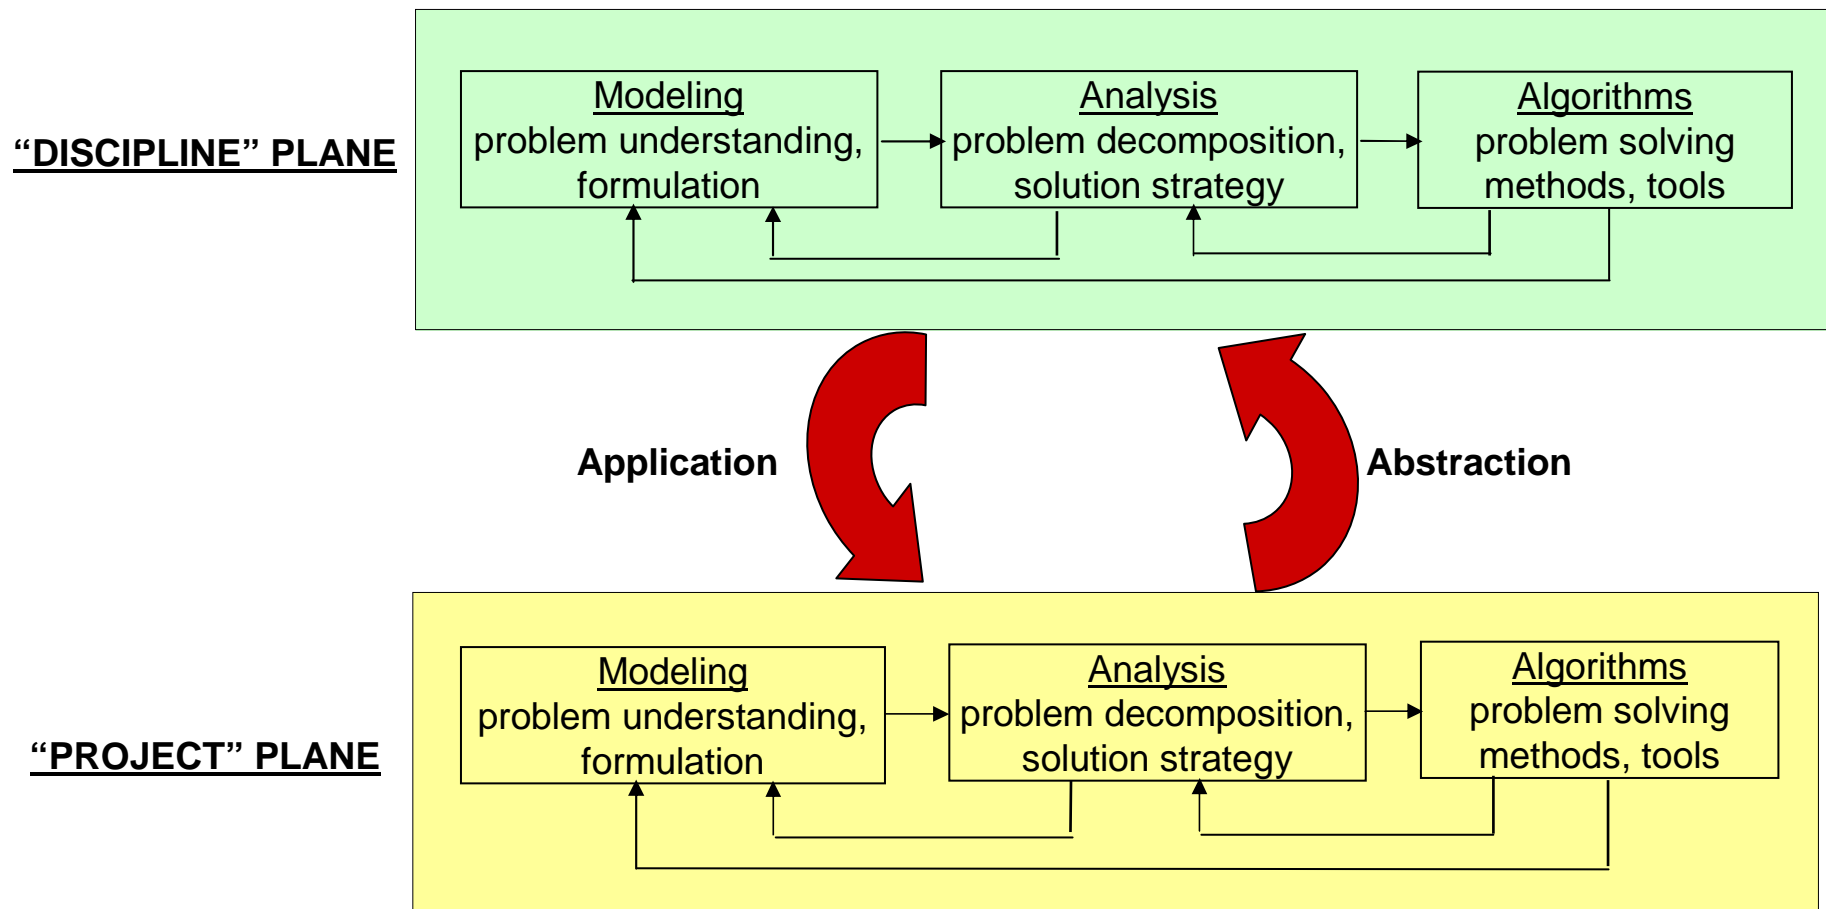 “DISCIPLINE” PLANE
Modeling
problem understanding,
formulation
Analysis
problem decomposition,
solution strategy
Algorithms
problem solving
methods, tools
Application
Abstraction
“PROJECT” PLANE
Modeling
problem understanding,
formulation
Analysis
problem decomposition,
solution strategy
Algorithms
problem solving
methods, tools